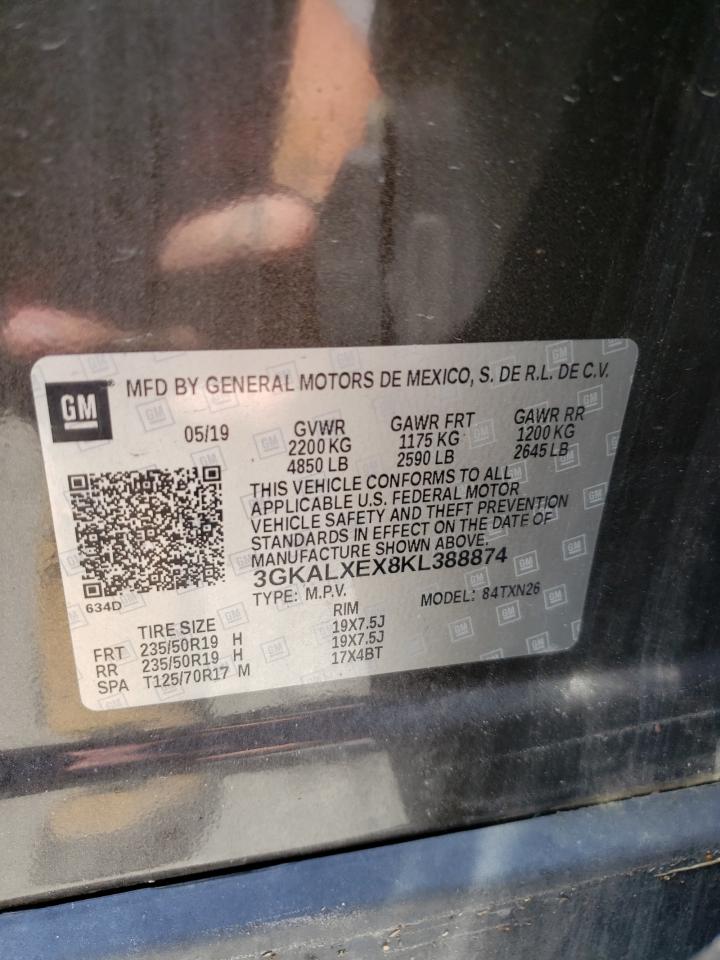 GM
MFD BY GENERAL MOTORS DE MEXICO, S. DE R.L. DE C.V.
05/19 GVWR GAWR FRT GAWR RR
2200 KG 1175 KG 1200 KG
4850 LB 2590 LB 2645 LB
THIS VEHICLE CONFORMS TO ALL
APPLICABLE U.S. FEDERAL MOTOR
VEHICLE SAFETY AND THEFT PREVENTION
STANDARDS IN EFFECT ON THE DATE OF
MANUFACTURE SHOWN ABOVE.
3GKALXEX8KL388874
634D
TYPE: M.P.V. MODEL: 84TXN26
TIRE SIZE RIM
FRT 235/50R19 H 19X7.5J
RR 235/50R19 H 19X7.5J
SPA T125/70R17 M 17X4BT